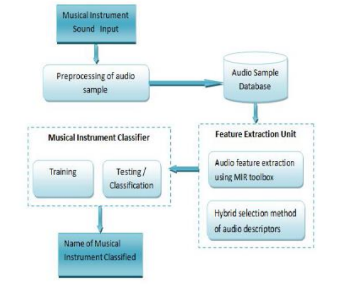 Musical Instrument
Sound Input
Preprocessing of audio
sample
Audio Sample
Database
Musical Instrument Classifier
Training
Testing /
Classification
Feature Extraction Unit
Audio feature extraction
using MIR toolbox
Hybrid selection method
of audio descriptors
Name of Musical
Instrument Classified